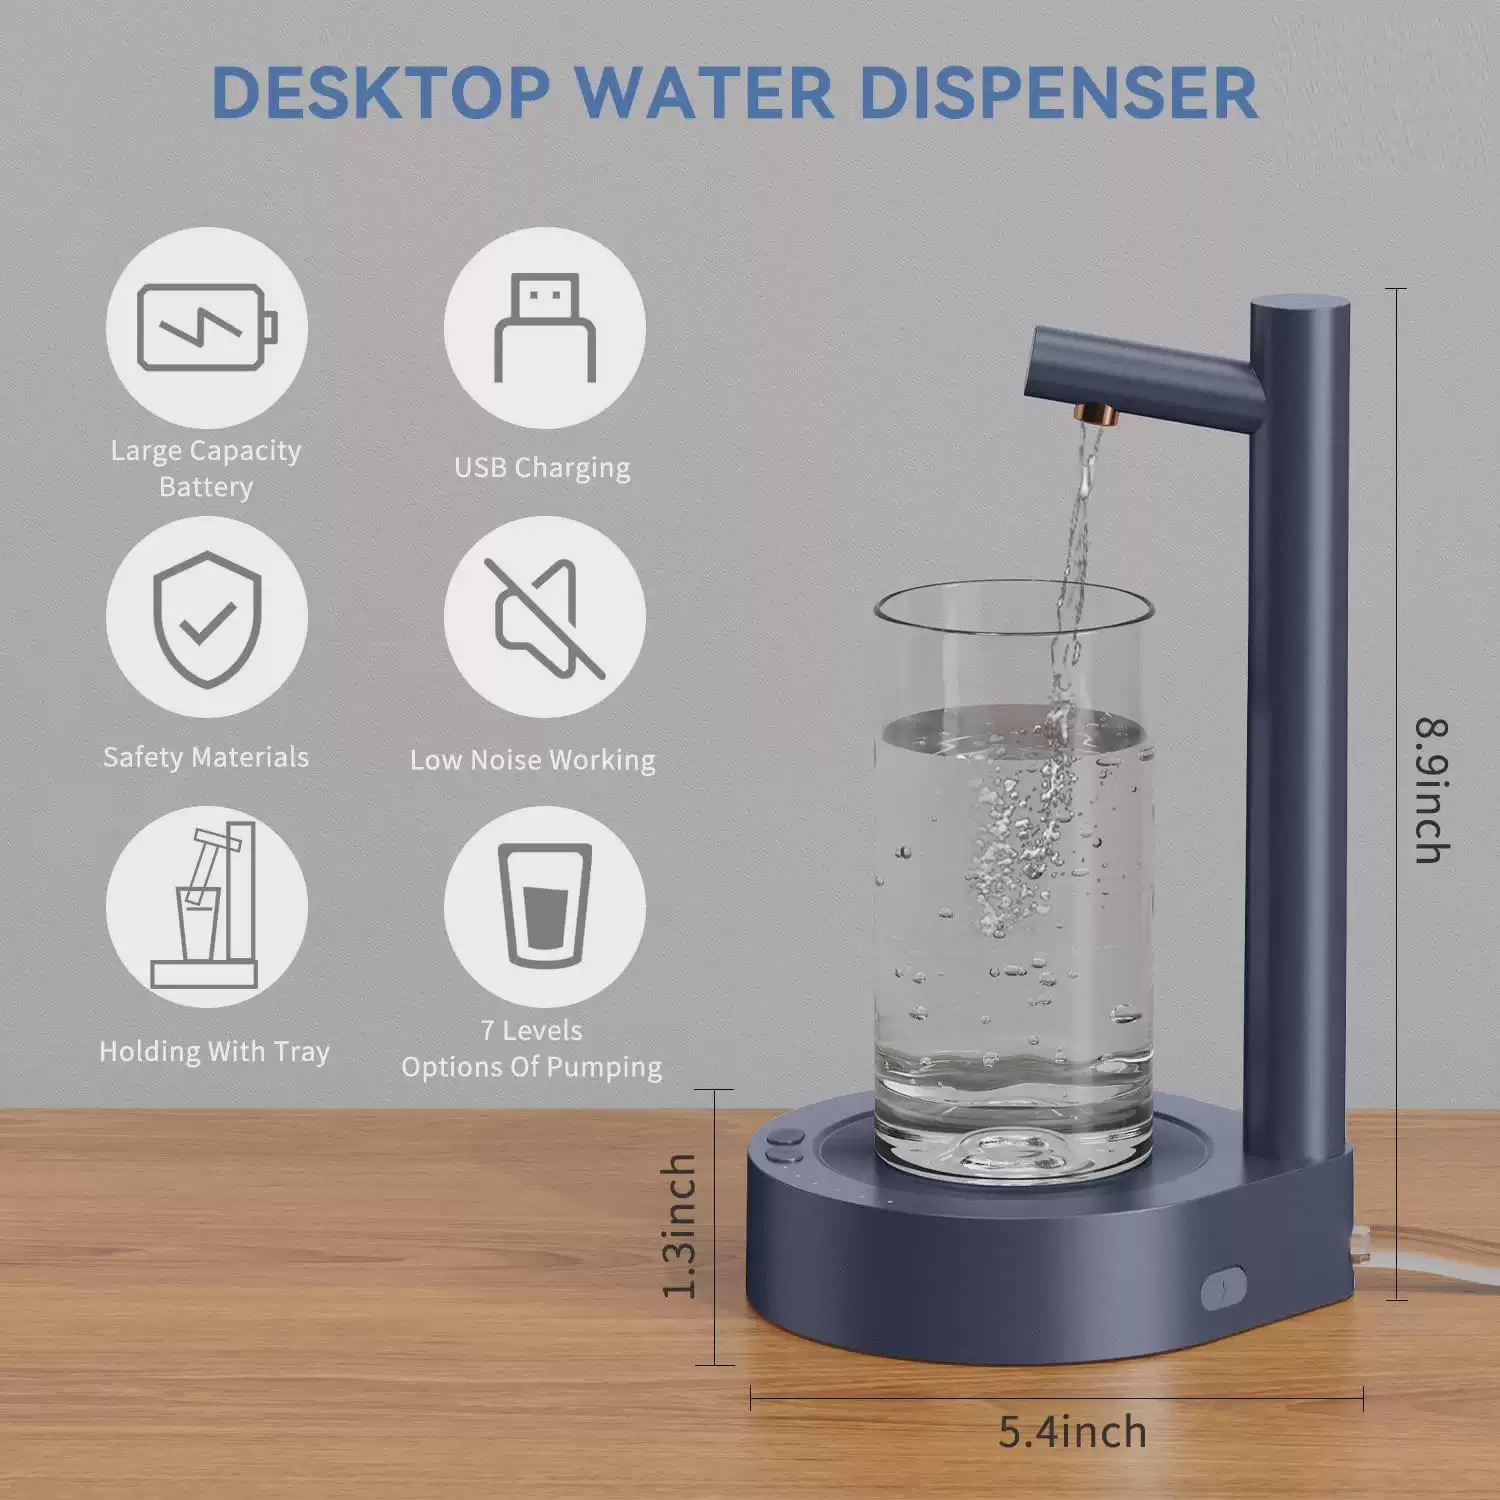 DESKTOP WATER DISPENSER
Large Capacity
Battery
USB Charging
Safety Materials
Low Noise Working
Holding With Tray
7 Levels
Options Of Pumping
8.9inch
1.3inch
5.4inch